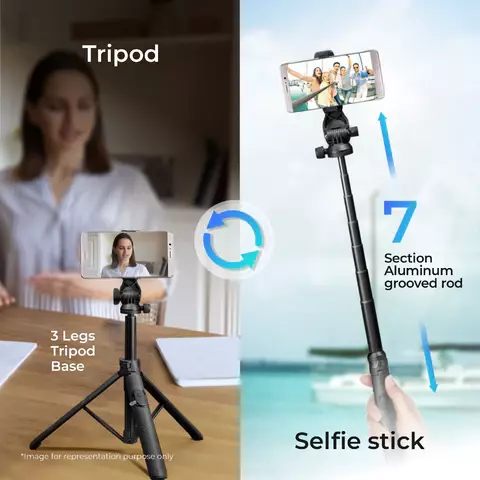 Tripod
3 Legs
Tripod
Base
*Image for representation purpose only
7
Section
Aluminum
grooved rod
Selfie stick